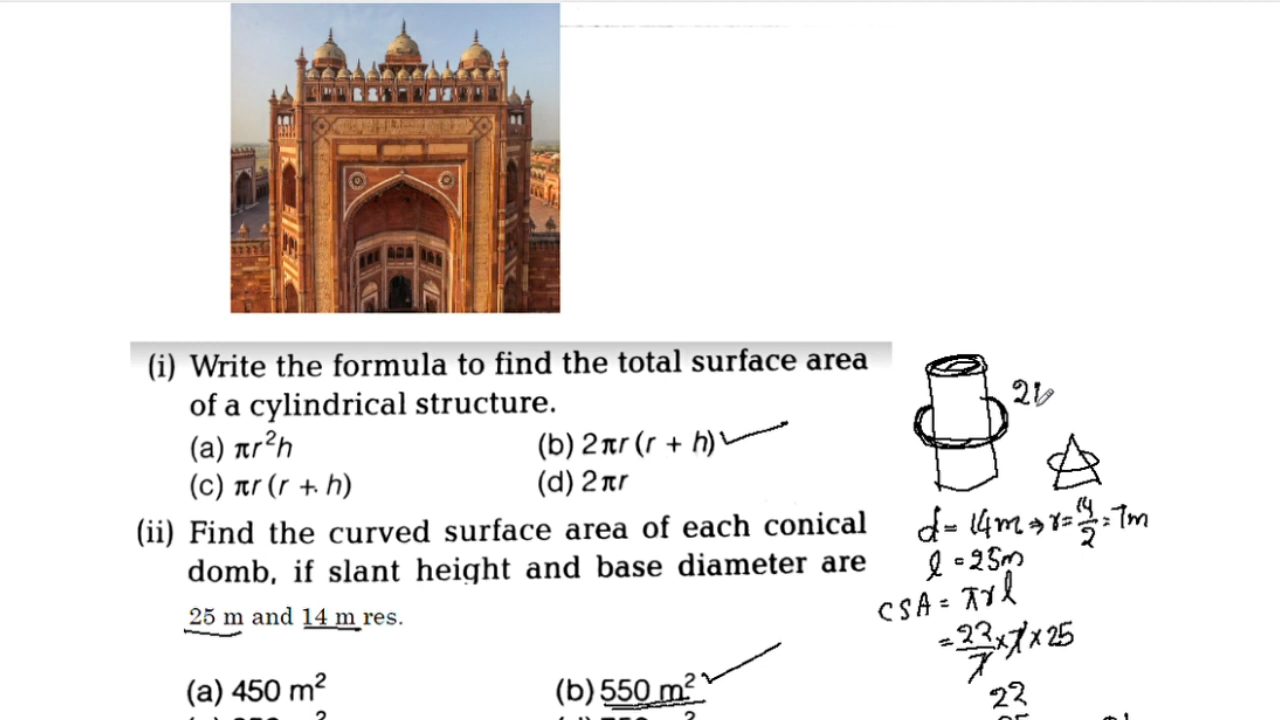 (i) Write the formula to find the total surface area
of a cylindrical structure.
(a) πr²h (b) 2πr (r + h)
(c) πr (r + h) (d) 2πr
(ii) Find the curved surface area of each conical
domb, if slant height and base diameter are
25 m and 14 m res.
(a) 450 m² (b) 550 m²
d = 14m ⇒ r = 14/2 = 7m
l = 25m
CSA = πrl
= 22/7 × 7 × 25
22